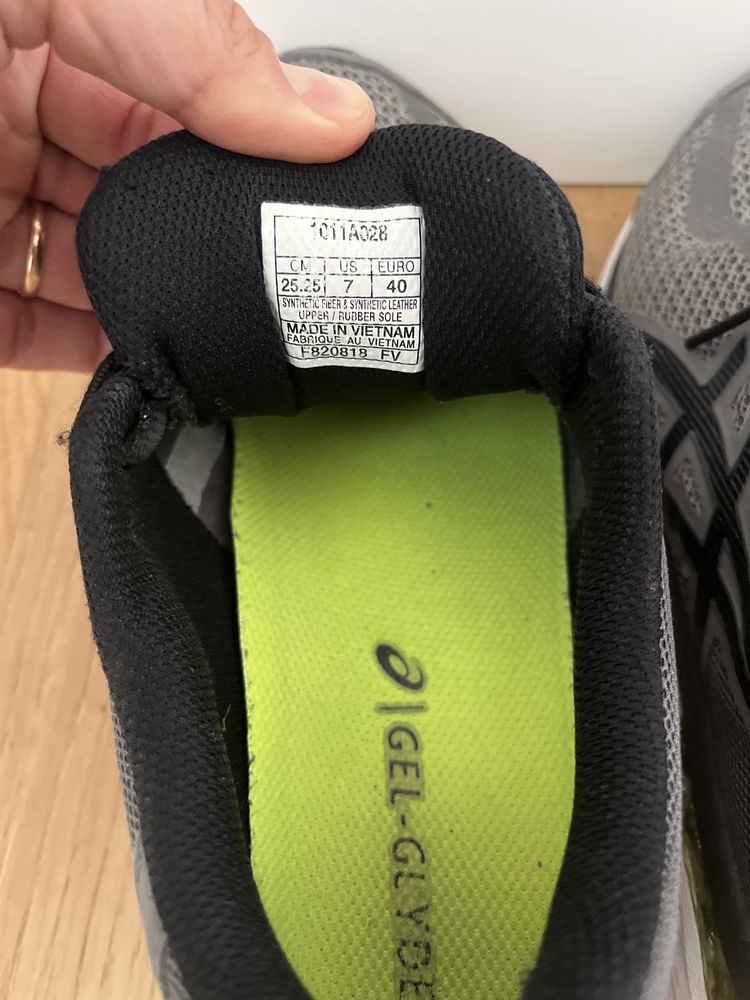 1011A028
CM US EURO
25.25 7 40
SYNTHETIC FIBER & SYNTHETIC LEATHER
UPPER / RUBBER SOLE
MADE IN VIETNAM
FABRIQUE AU VIETNAM
F820818 FV
GEL-GLYDE